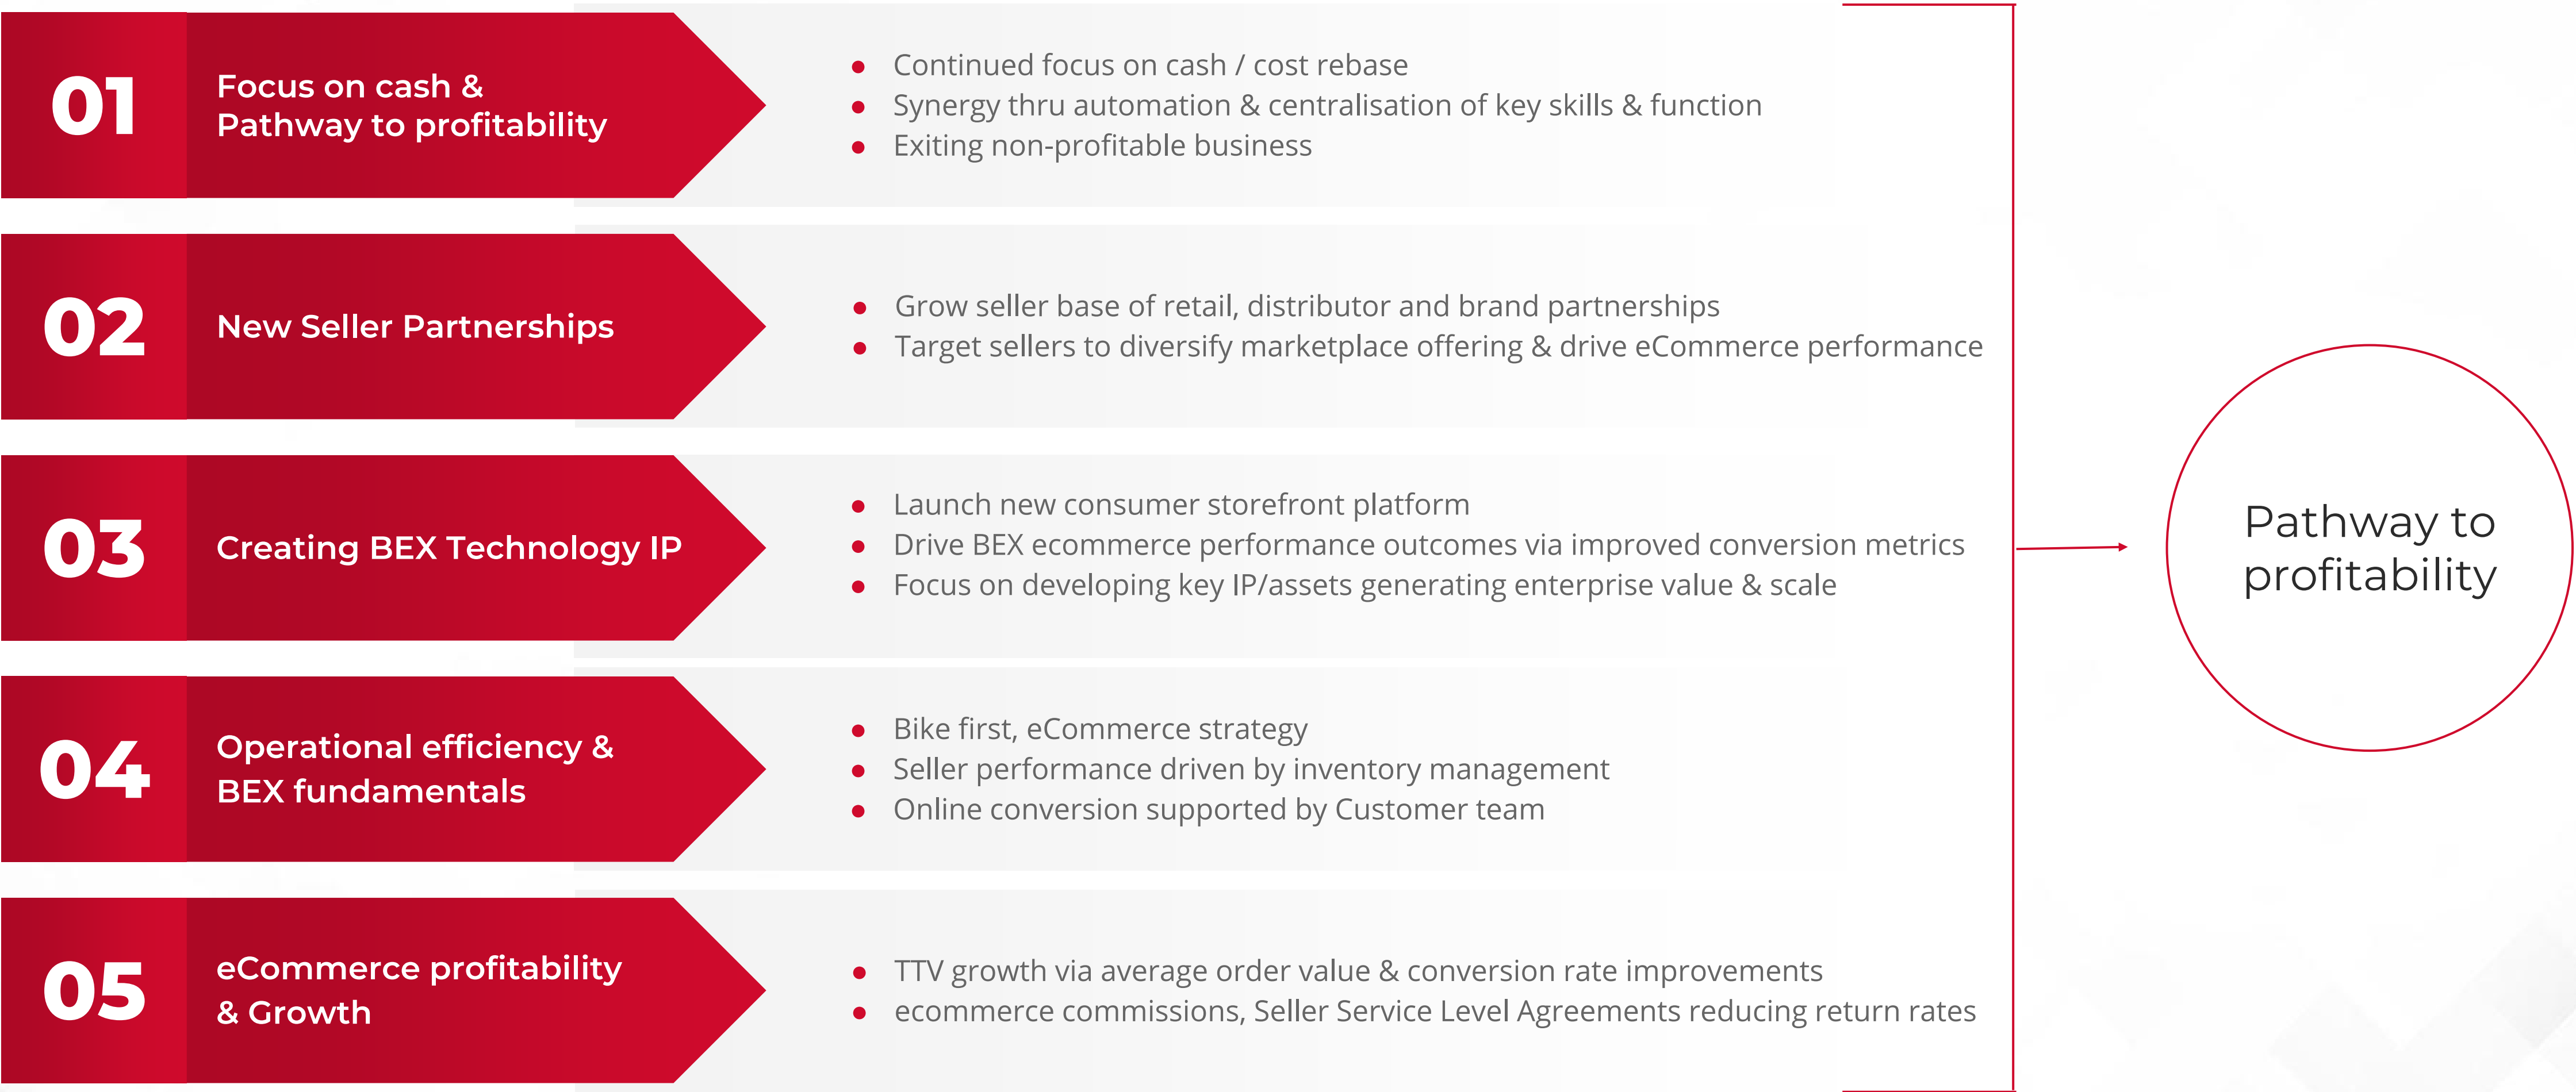 01
Focus on cash &
Pathway to profitability
● Continued focus on cash / cost rebase
● Synergy thru automation & centralisation of key skills & function
● Exiting non-profitable business
02
New Seller Partnerships
● Grow seller base of retail, distributor and brand partnerships
● Target sellers to diversify marketplace offering & drive eCommerce performance
03
Creating BEX Technology IP
● Launch new consumer storefront platform
● Drive BEX ecommerce performance outcomes via improved conversion metrics
● Focus on developing key IP/assets generating enterprise value & scale
04
Operational efficiency &
BEX fundamentals
● Bike first, eCommerce strategy
● Seller performance driven by inventory management
● Online conversion supported by Customer team
05
eCommerce profitability
& Growth
● TTV growth via average order value & conversion rate improvements
● ecommerce commissions, Seller Service Level Agreements reducing return rates
Pathway to
profitability